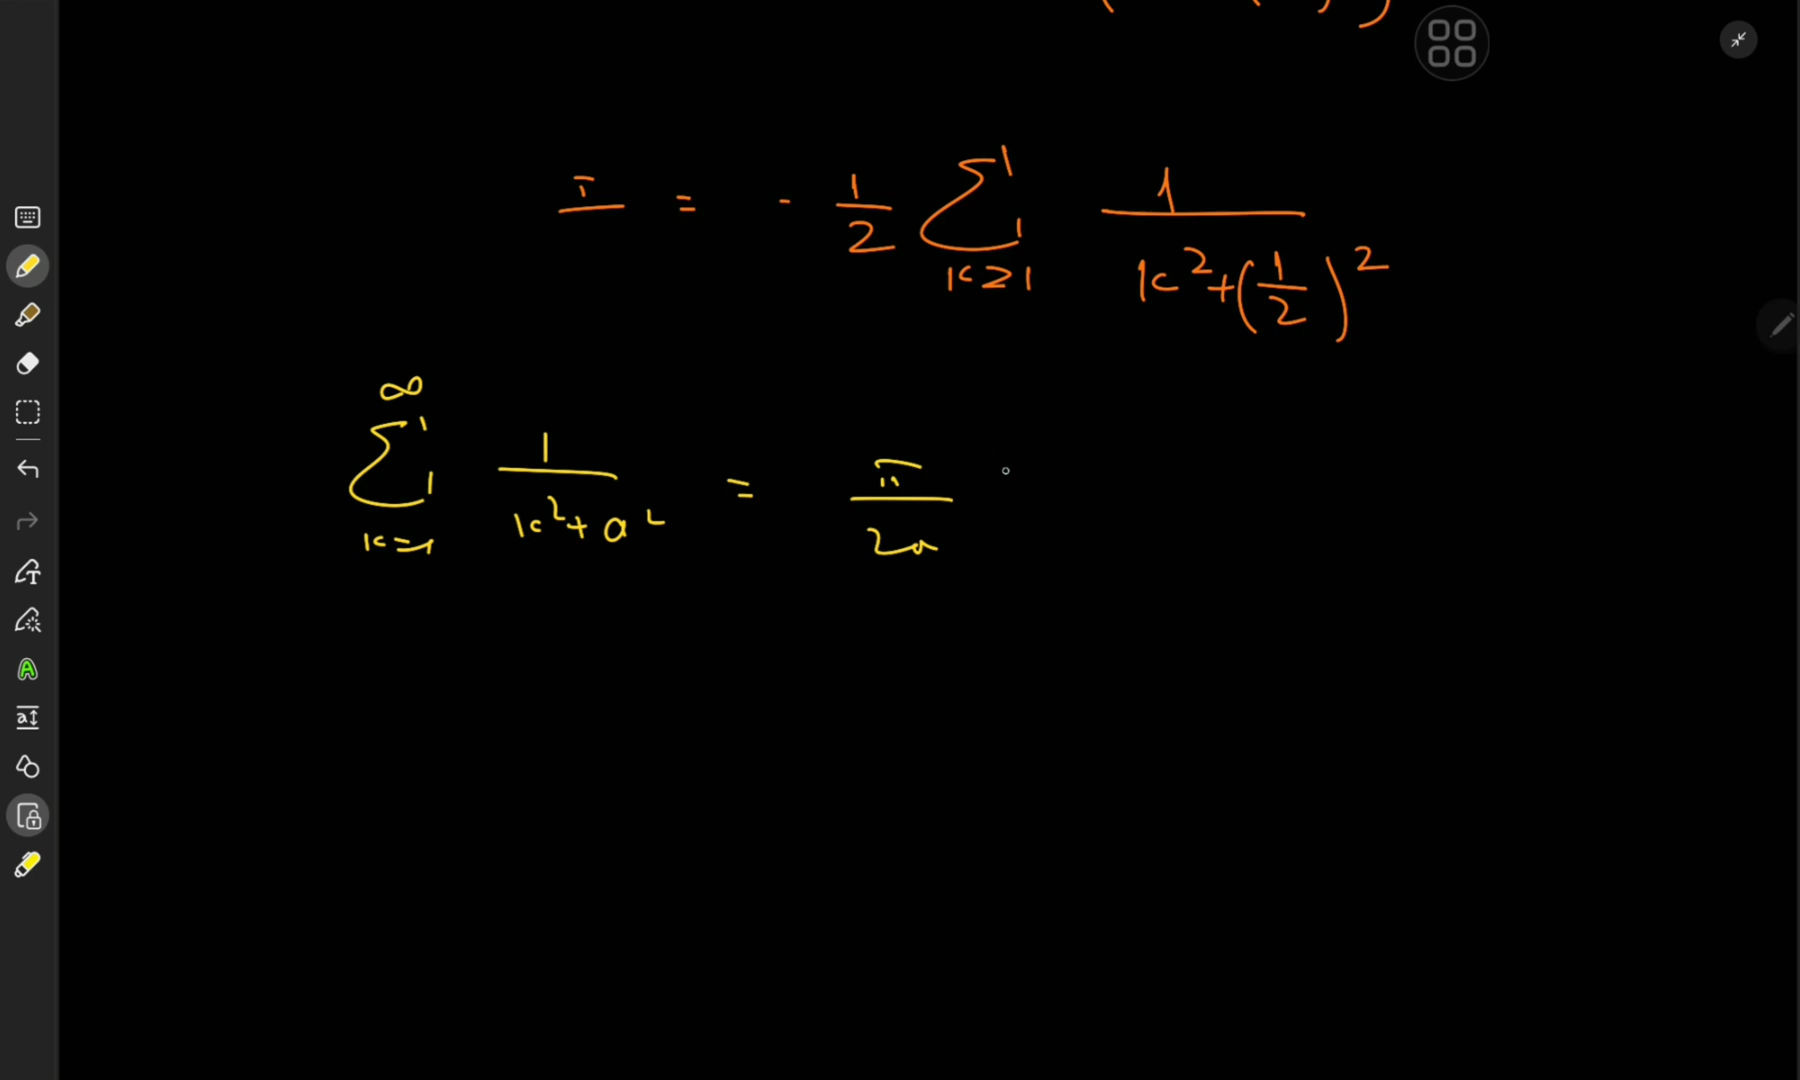 I = - 1/2 Σ k≥1 1/(k²+(1/2)²)
∞ Σ k=1 1/(k²+a²) = π/2a